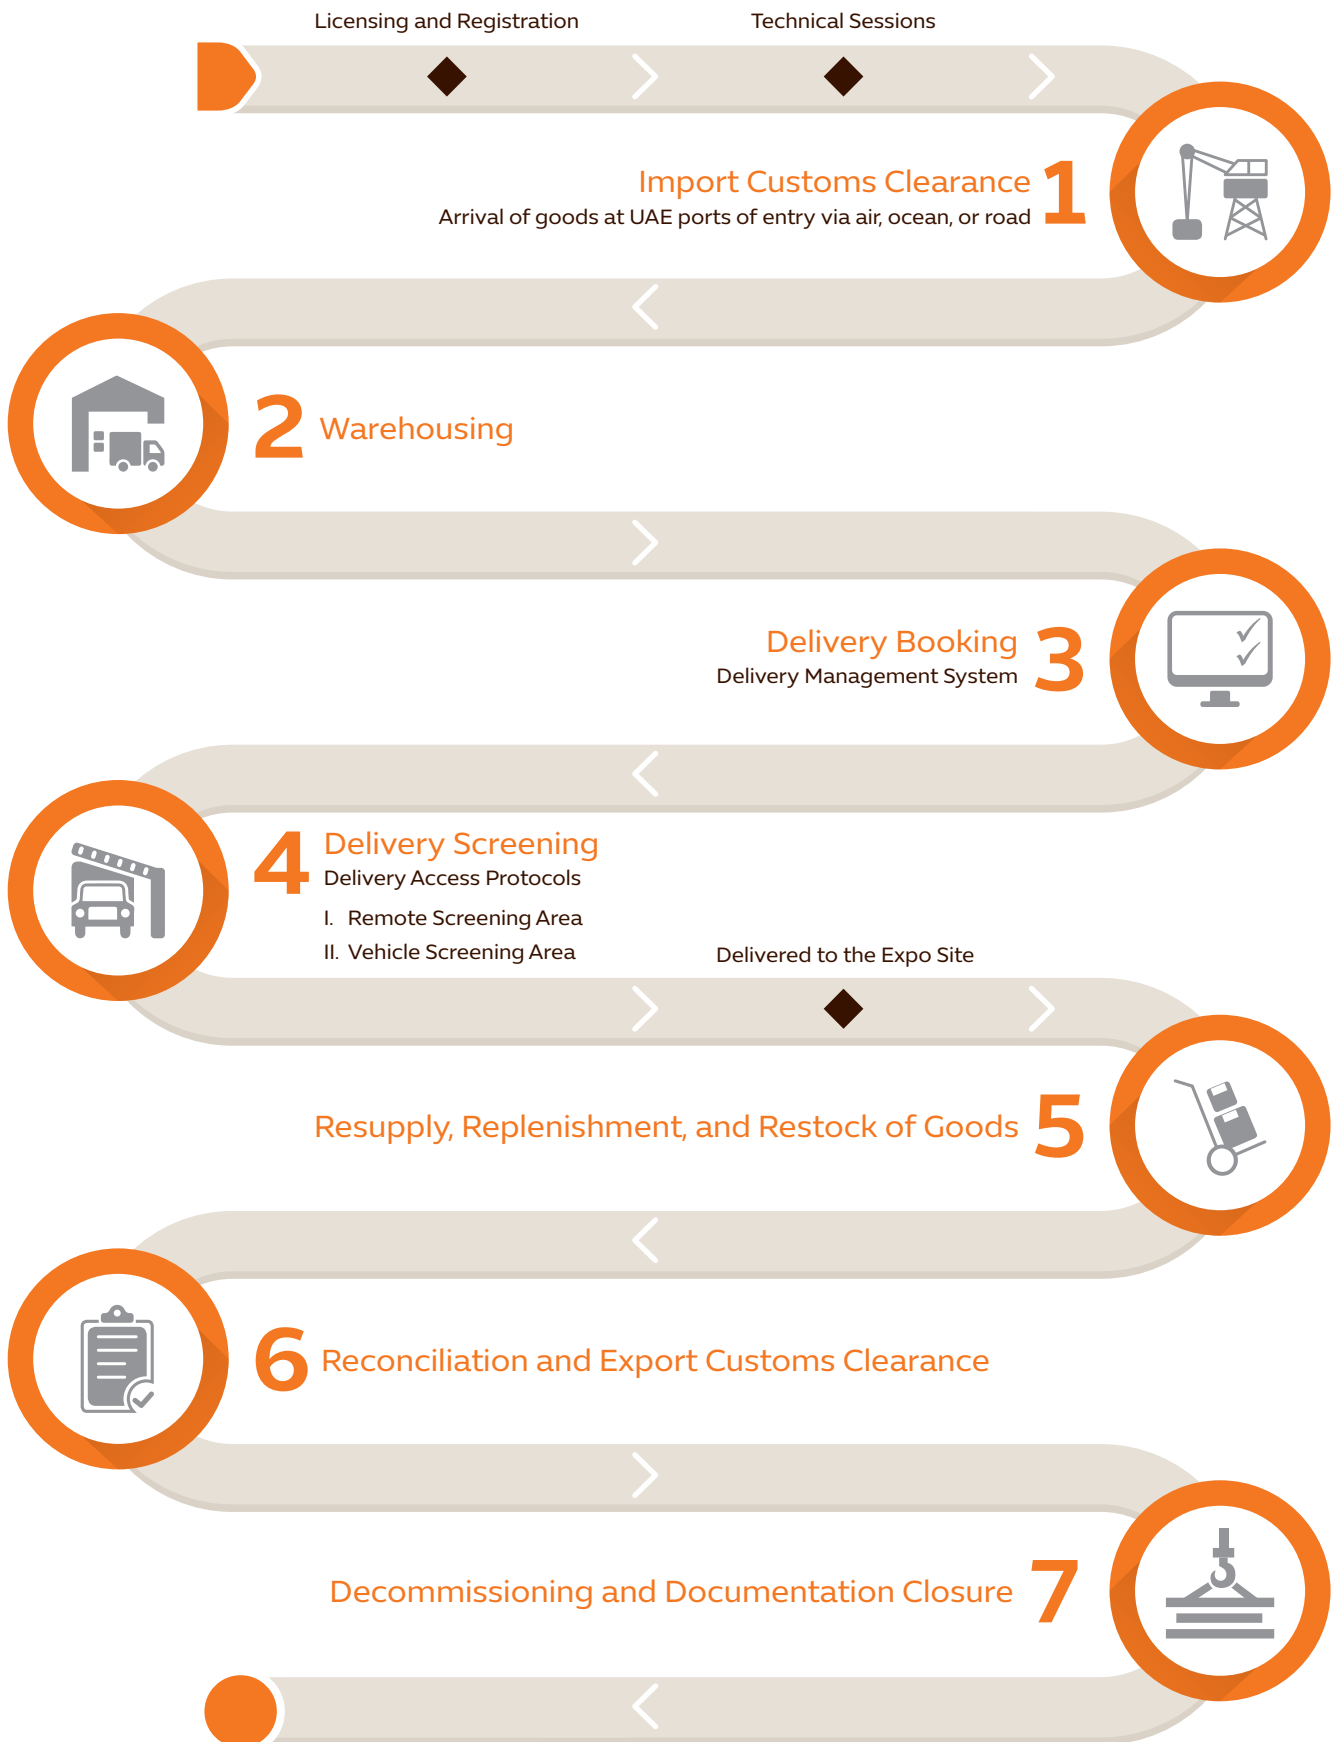 Licensing and Registration
Technical Sessions
Import Customs Clearance
1
Arrival of goods at UAE ports of entry via air, ocean, or road
2
Warehousing
Delivery Booking
3
Delivery Management System
4
Delivery Screening
Delivery Access Protocols
I. Remote Screening Area
II. Vehicle Screening Area
Delivered to the Expo Site
Resupply, Replenishment, and Restock of Goods
5
6
Reconciliation and Export Customs Clearance
Decommissioning and Documentation Closure
7